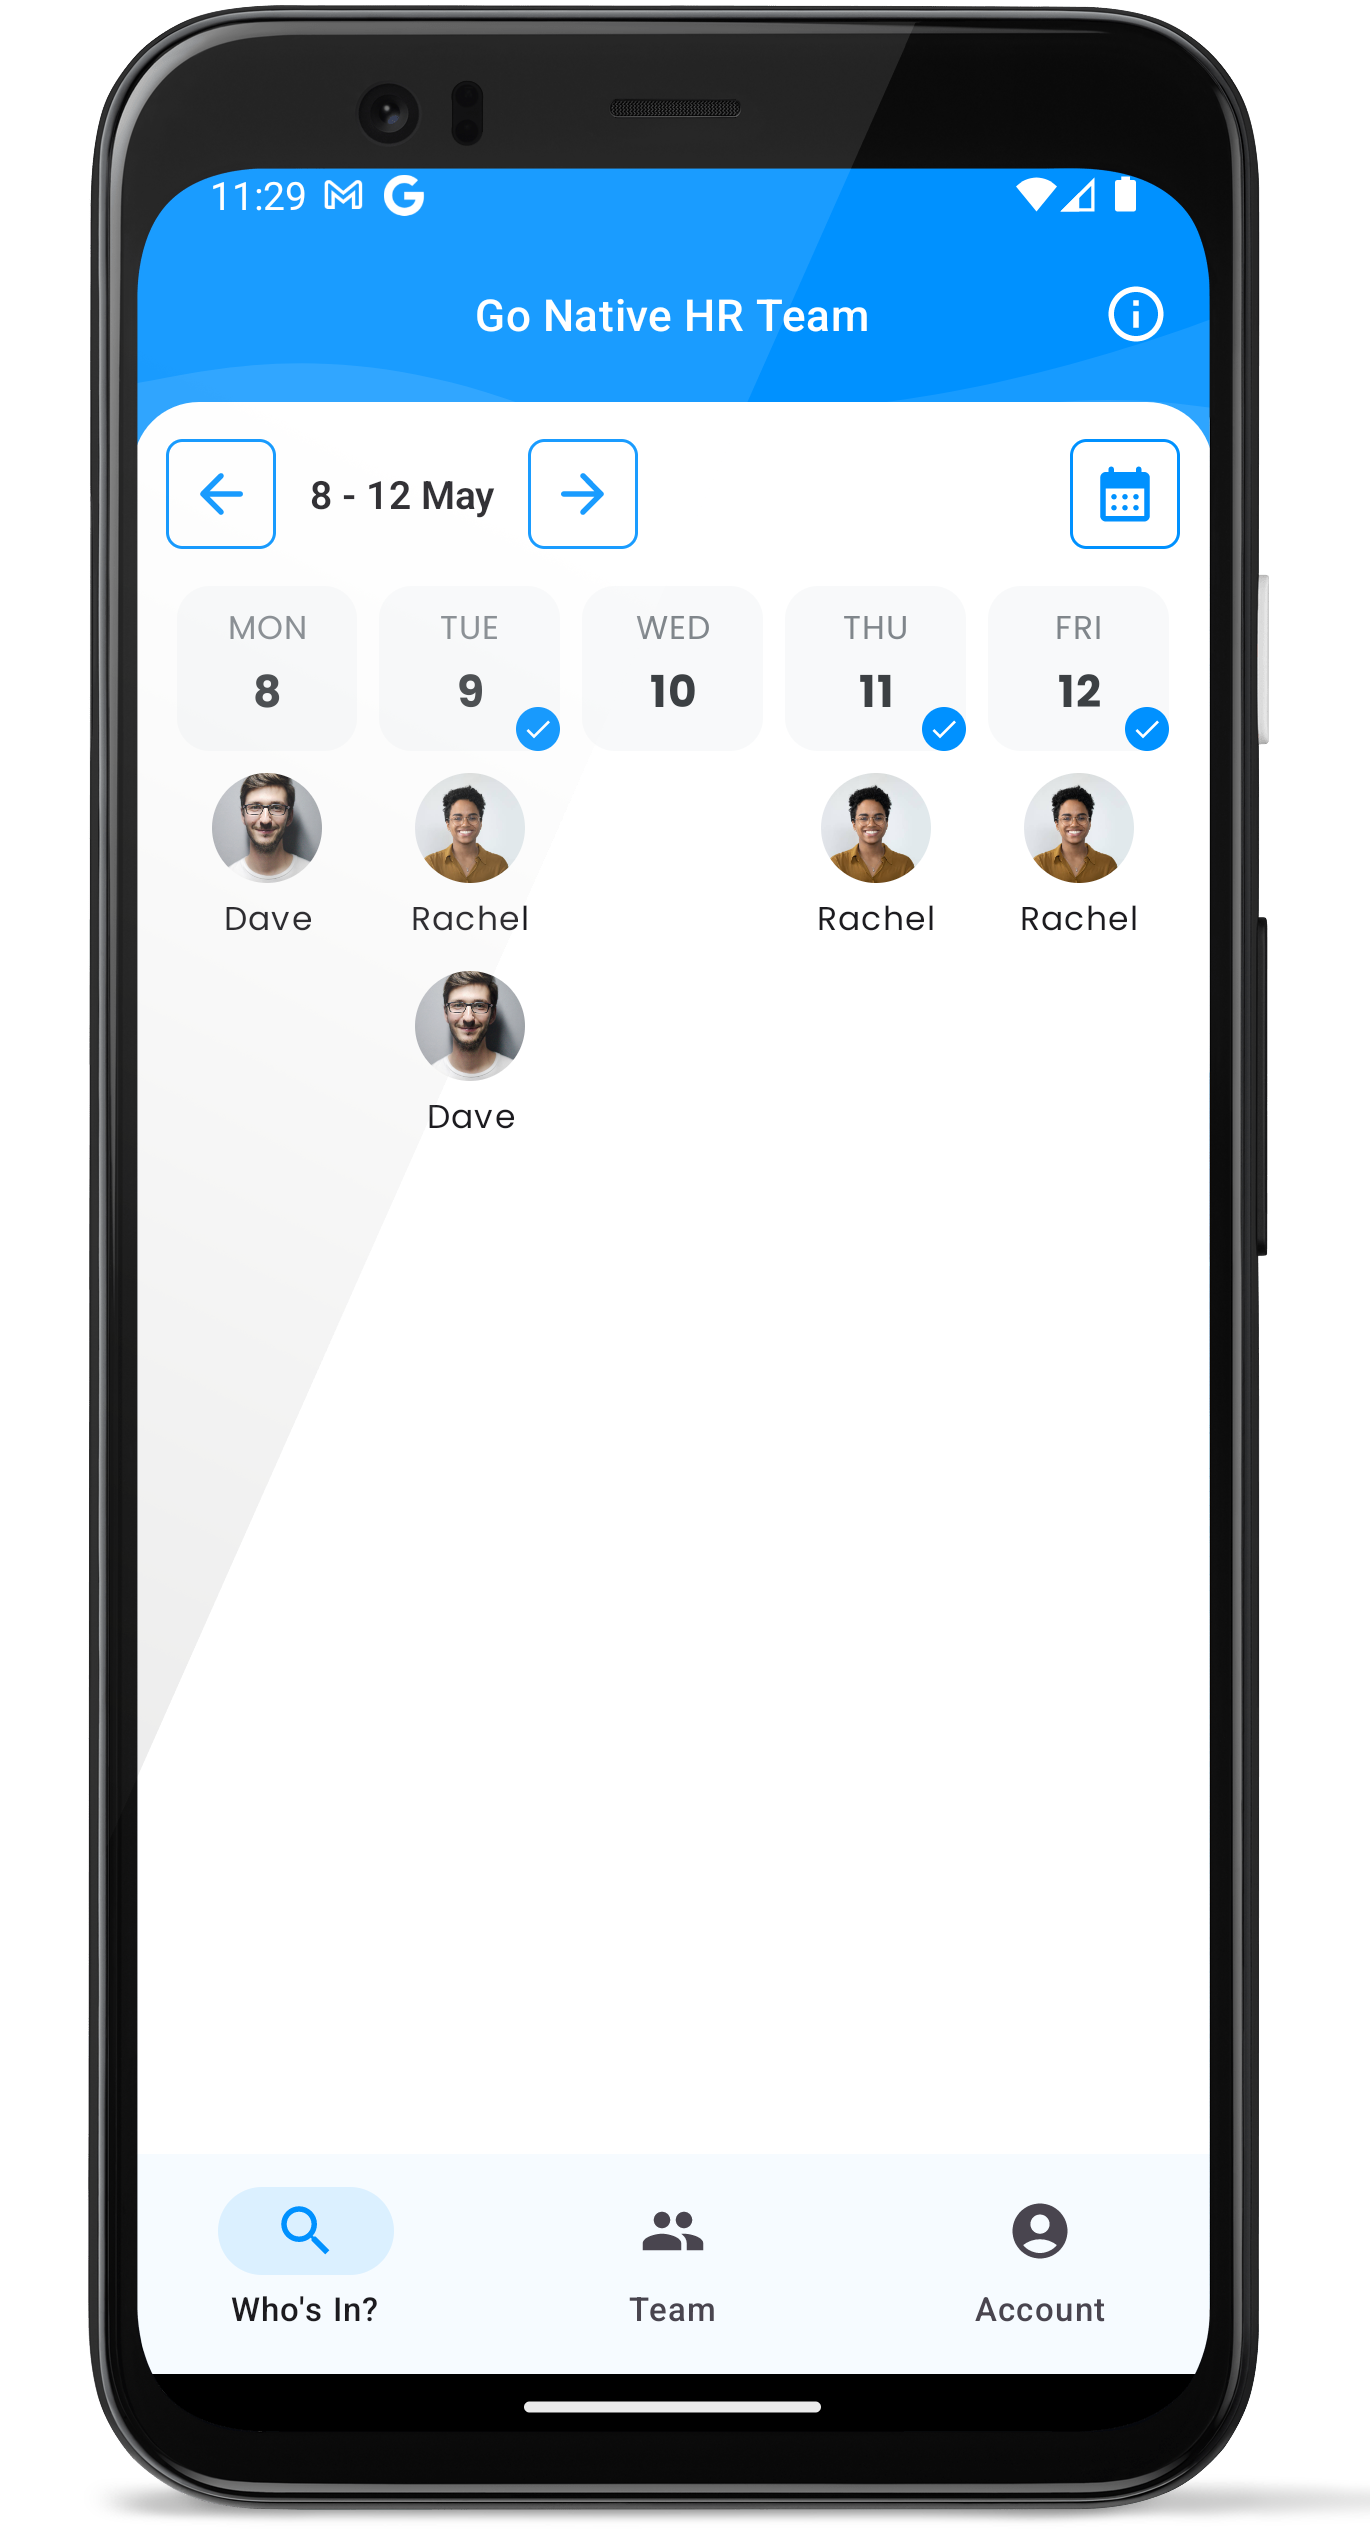 11:29
Go Native HR Team
8 - 12 May
MON TUE WED THU FRI
8 9 10 11 12
Dave Rachel Rachel Rachel
Dave
Who's In? Team Account